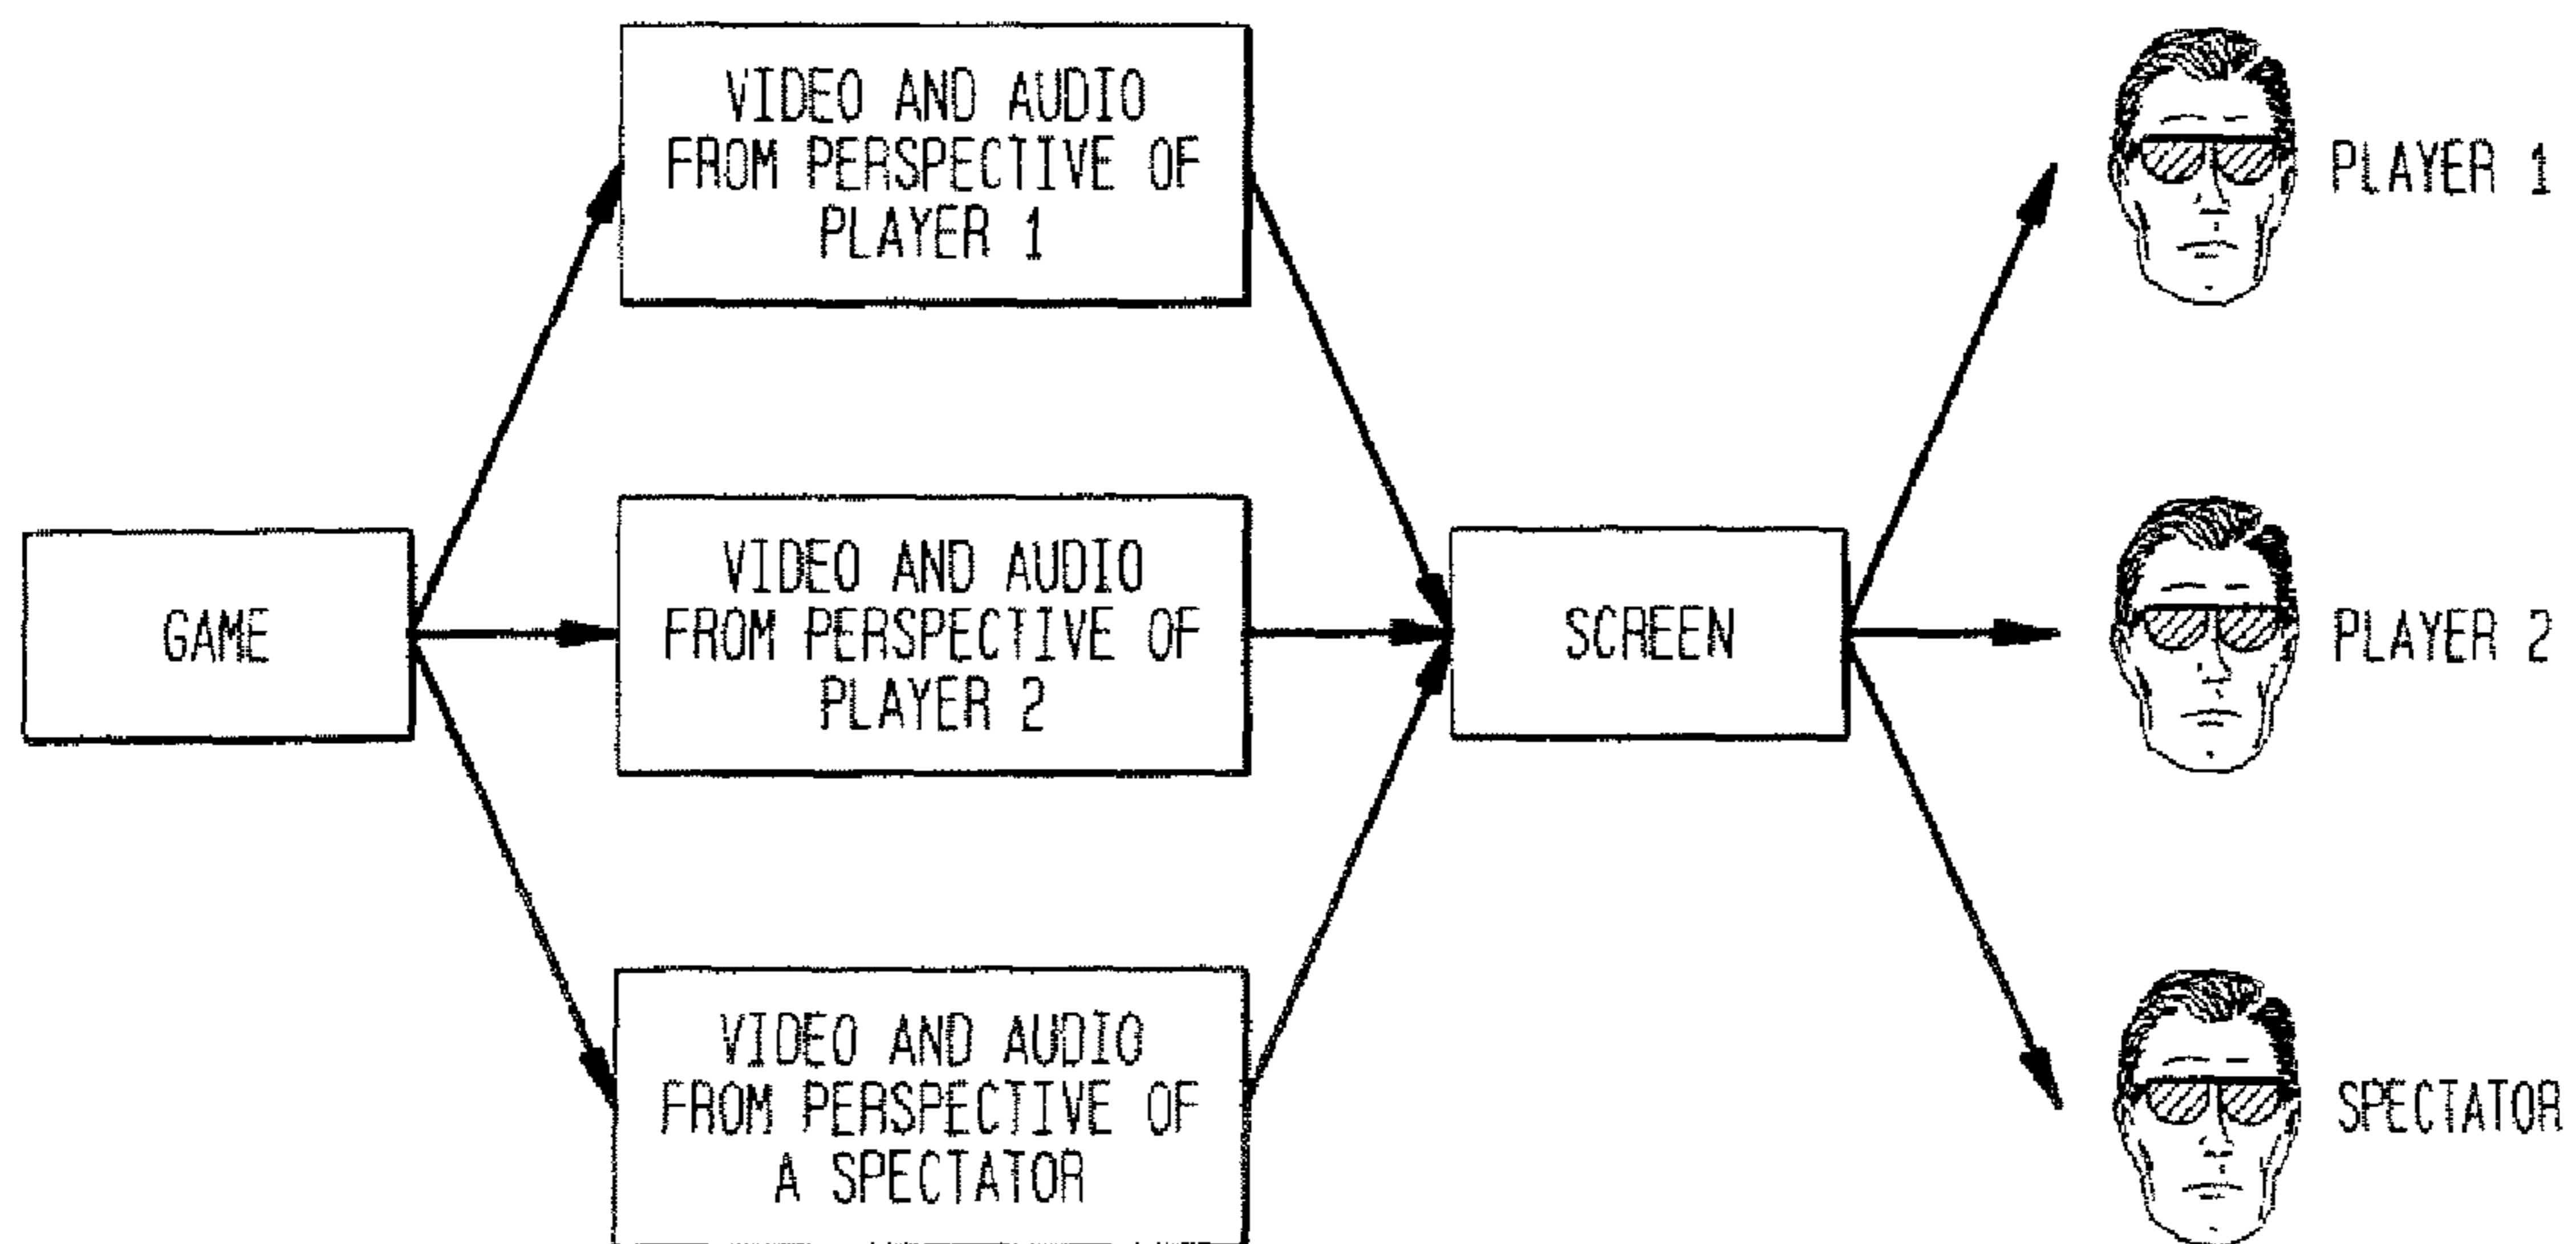 VIDEO AND AUDIO
FROM PERSPECTIVE OF
PLAYER 1
PLAYER 1
GAME
VIDEO AND AUDIO
FROM PERSPECTIVE OF
PLAYER 2
SCREEN
PLAYER 2
VIDEO AND AUDIO
FROM PERSPECTIVE OF
A SPECTATOR
SPECTATOR